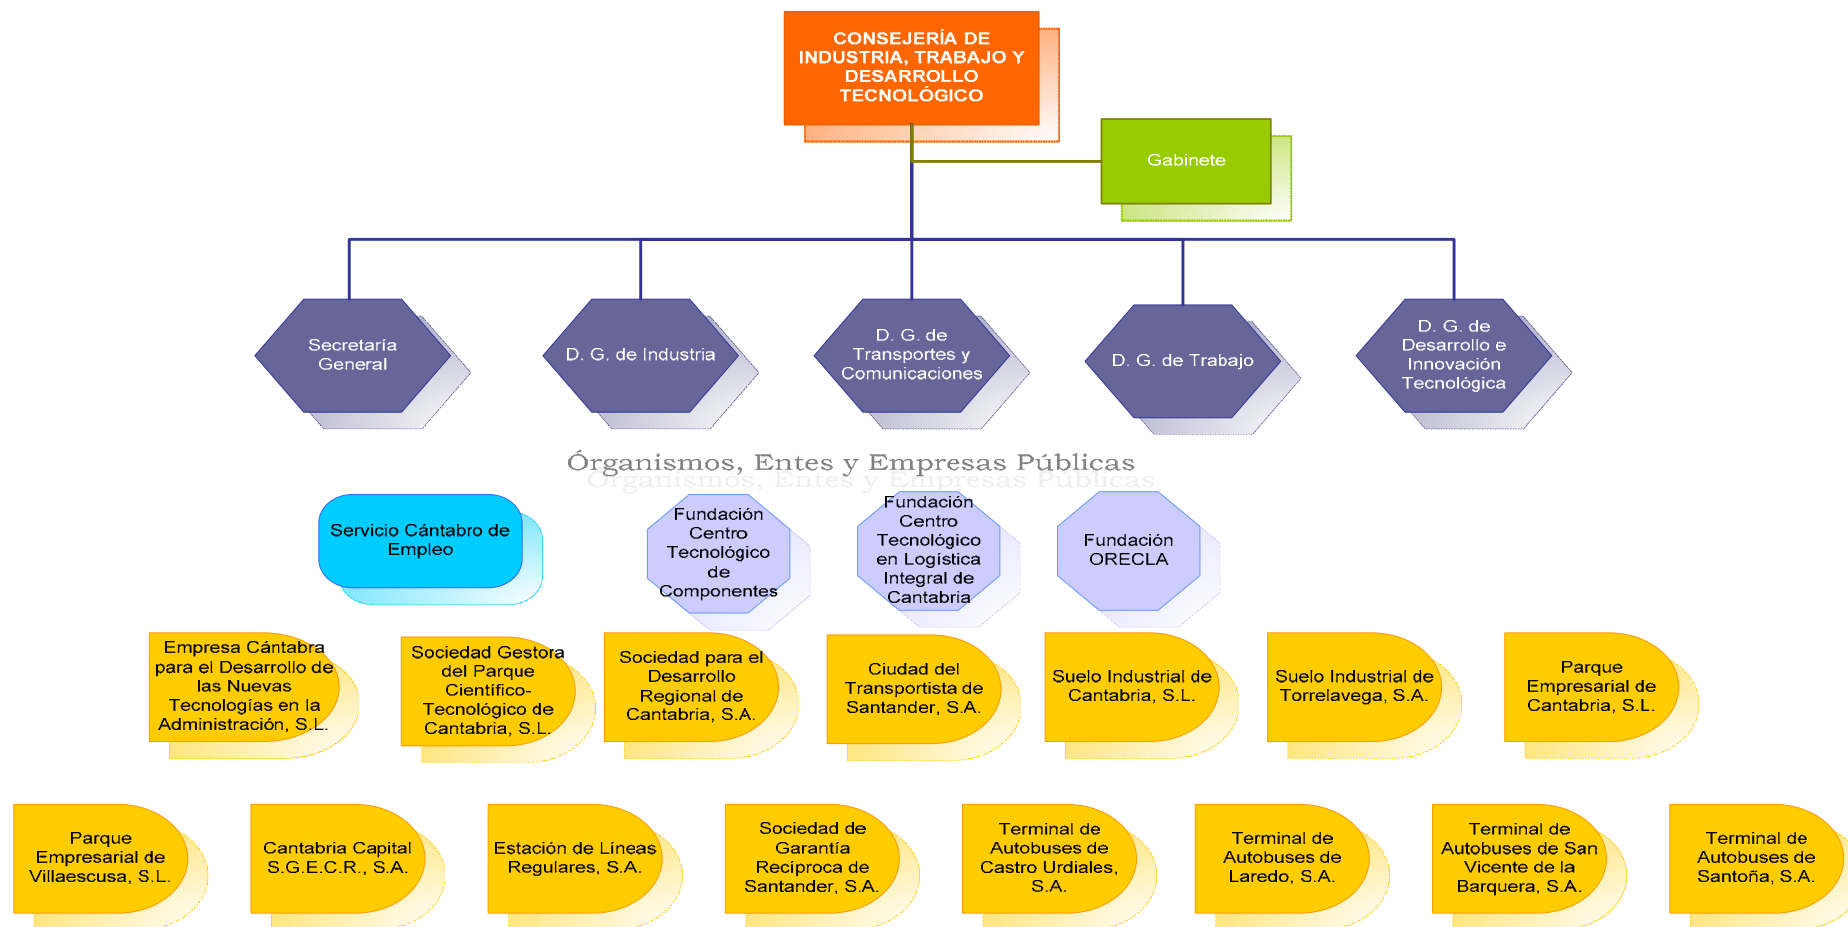 CONSEJERÍA DE
INDUSTRIA, TRABAJO Y
DESARROLLO
TECNOLÓGICO
Gabinete
Secretaría
General
D. G. de Industria
D. G. de
Transportes y
Comunicaciones
D. G. de Trabajo
D. G. de
Desarrollo e
Innovación
Tecnológica
Órganismos, Entes y Empresas Públicas
Servicio Cántabro de
Empleo
Fundación
Centro
Tecnológico
de
Componentes
Fundación
Centro
Tecnológico
en Logística
Integral de
Cantabria
Fundación
ORECLA
Empresa Cántabra
para el Desarrollo de
las Nuevas
Tecnologías en la
Administración, S.L.
Sociedad Gestora
del Parque
Científico-
Tecnológico de
Cantabria, S.L.
Sociedad para el
Desarrollo
Regional de
Cantabria, S.A.
Ciudad del
Transportista de
Santander, S.A.
Suelo Industrial de
Cantabria, S.L.
Suelo Industrial de
Torrelavega, S.A.
Parque
Empresarial de
Cantabria, S.L.
Parque
Empresarial de
Villaescusa, S.L.
Cantabria Capital
S.G.E.C.R., S.A.
Estación de Líneas
Regulares, S.A.
Sociedad de
Garantía
Reciproca de
Santander, S.A.
Terminal de
Autobuses de
Castro Urdiales,
S.A.
Terminal de
Autobuses de
Laredo, S.A.
Terminal de
Autobuses de San
Vicente de la
Barquera, S.A.
Terminal de
Autobuses de
Santoña, S.A.